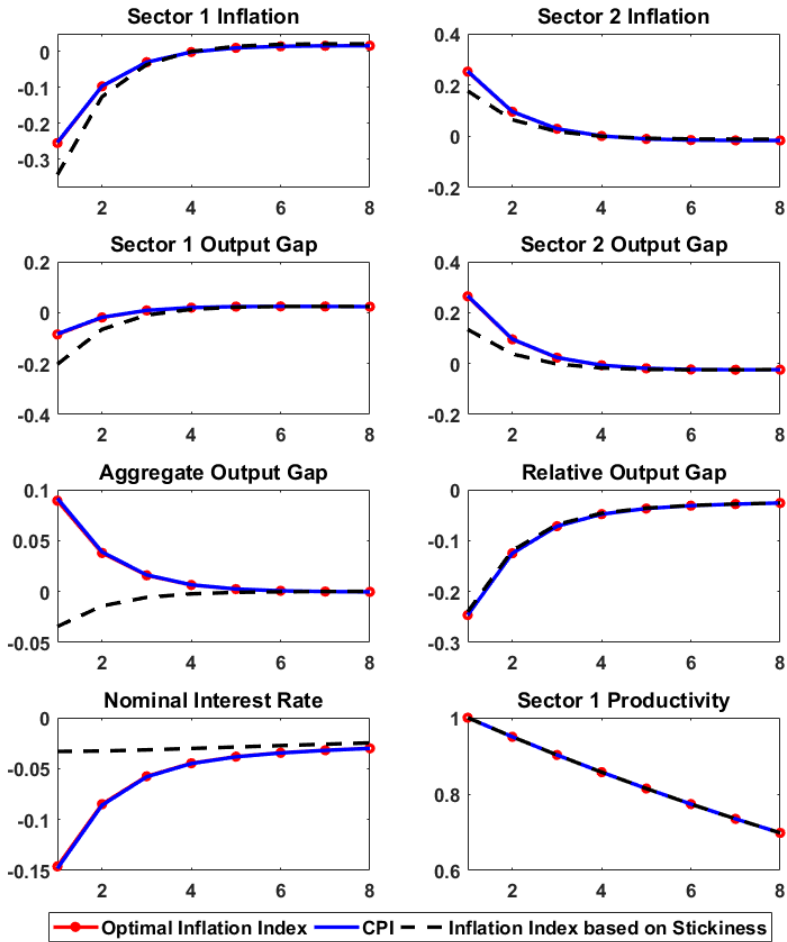 Sector 1 Inflation
0
-0.1
-0.2
-0.3
2 4 6 8
Sector 2 Inflation
0.4
0.2
0
-0.2
2 4 6 8
Sector 1 Output Gap
0.2
0
-0.2
-0.4
2 4 6 8
Sector 2 Output Gap
0.4
0.2
0
-0.2
2 4 6 8
Aggregate Output Gap
0.1
0.05
0
-0.05
2 4 6 8
Relative Output Gap
0
-0.1
-0.2
-0.3
2 4 6 8
Nominal Interest Rate
0
-0.05
-0.1
-0.15
2 4 6 8
Sector 1 Productivity
1
0.8
0.6
2 4 6 8
Optimal Inflation Index CPI Inflation Index based on Stickiness